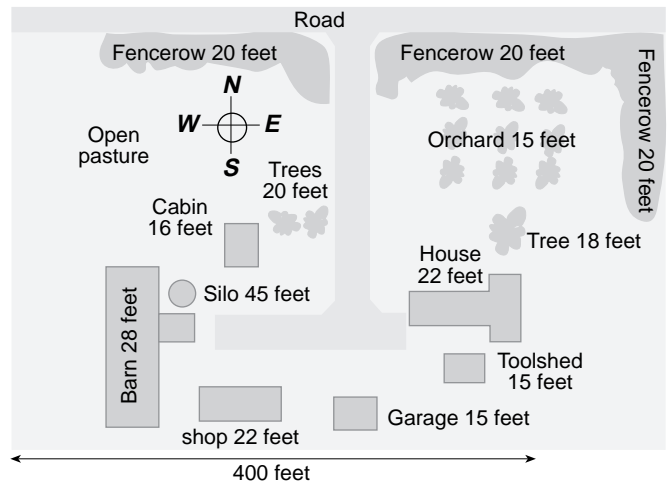 Road
Fencerow 20 feet
Fencerow 20 feet
Fencerow 20 feet
N
W
E
S
Open
pasture
Trees
20 feet
Orchard 15 feet
Cabin
16 feet
Tree 18 feet
House
22 feet
Silo 45 feet
Barn 28 feet
Toolshed
15 feet
Garage 15 feet
shop 22 feet
400 feet